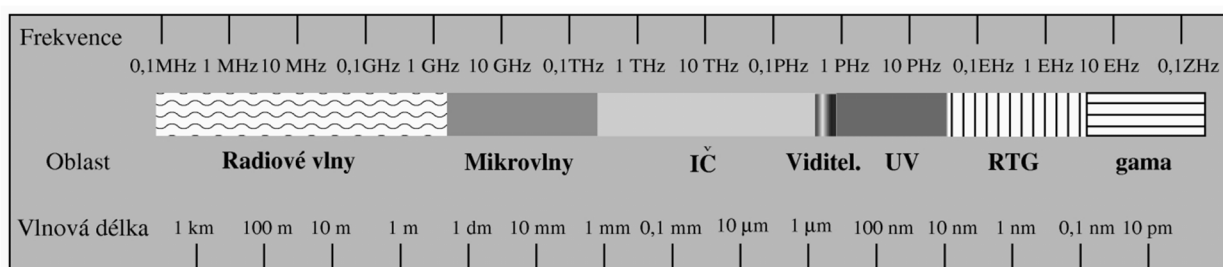 Frekvence
0,1MHz 1 MHz 10 MHz 0,1GHz 1 GHz 10 GHz 0,1THz 1 THz 10 THz 0,1PHz 1 PHz 10 PHz 0,1EHz 1 EHz 10 EHz 0,1ZHz
Oblast Radiové vlny Mikrovlny IČ Viditel. UV RTG gama
Vlnová délka 1 km 100 m 10 m 1 m 1 dm 10 mm 1 mm 0,1 mm 10 µm 1 µm 100 nm 10 nm 1 nm 0,1 nm 10 pm